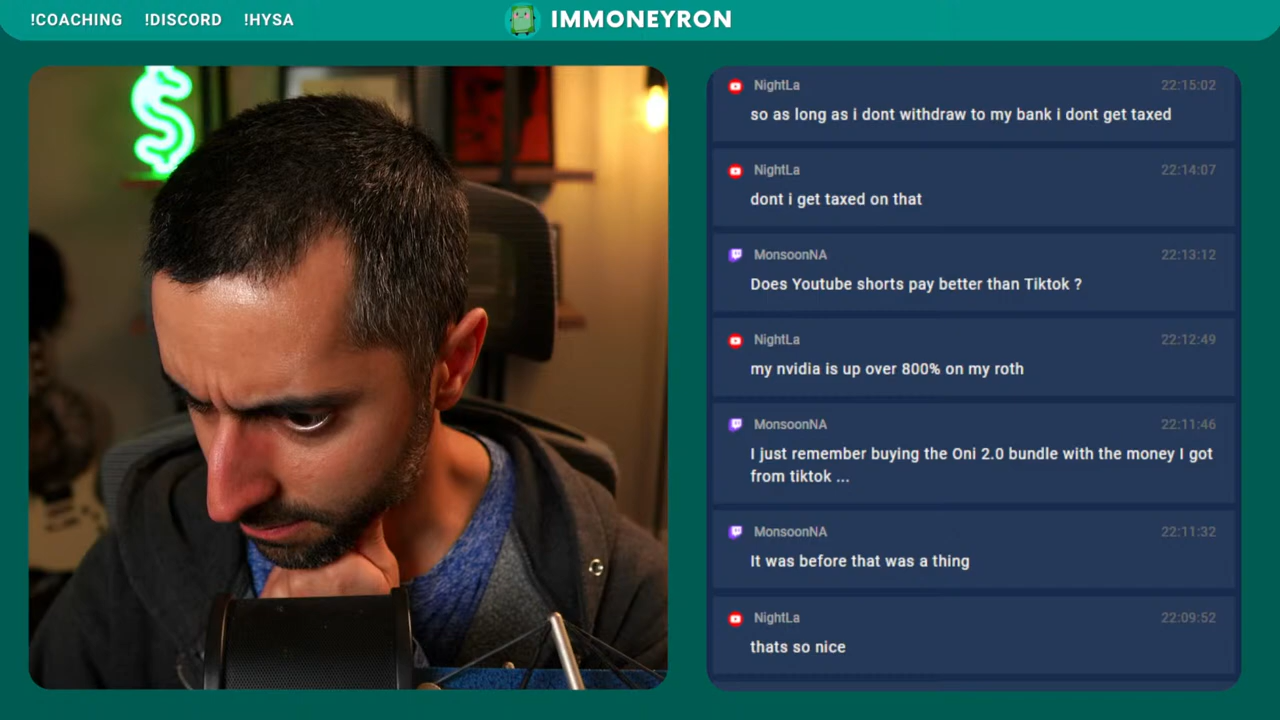 !COACHING !DISCORD !HYSA
IMMONEYRON
NightLa 22:15:02
so as long as i dont withdraw to my bank i dont get taxed
NightLa 22:14:07
dont i get taxed on that
MonsoonNA 22:13:12
Does Youtube shorts pay better than Tiktok ?
NightLa 22:12:49
my nvidia is up over 800% on my roth
MonsoonNA 22:11:46
I just remember buying the Oni 2.0 bundle with the money I got
from tiktok ...
MonsoonNA 22:11:32
It was before that was a thing
NightLa 22:09:52
thats so nice